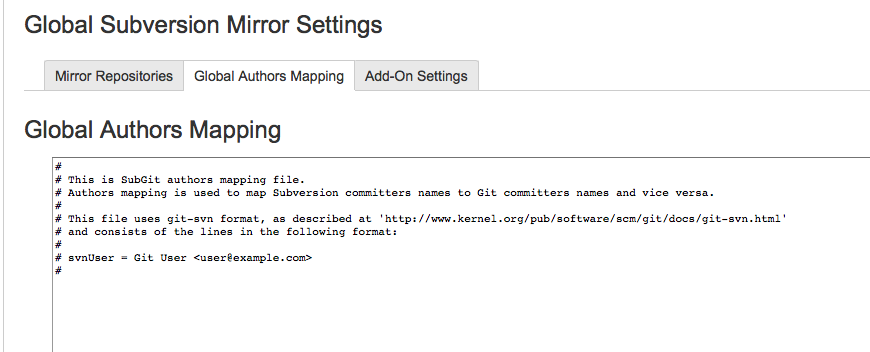 Global Subversion Mirror Settings
Mirror Repositories Global Authors Mapping Add-On Settings
Global Authors Mapping
#
# This is SubGit authors mapping file.
# Authors mapping is used to map Subversion committers names to Git committers names and vice versa.
#
# This file uses git-svn format, as described at 'http://www.kernel.org/pub/software/scm/git/docs/git-svn.html'
# and consists of the lines in the following format:
#
# svnUser = Git User <user@example.com>
#